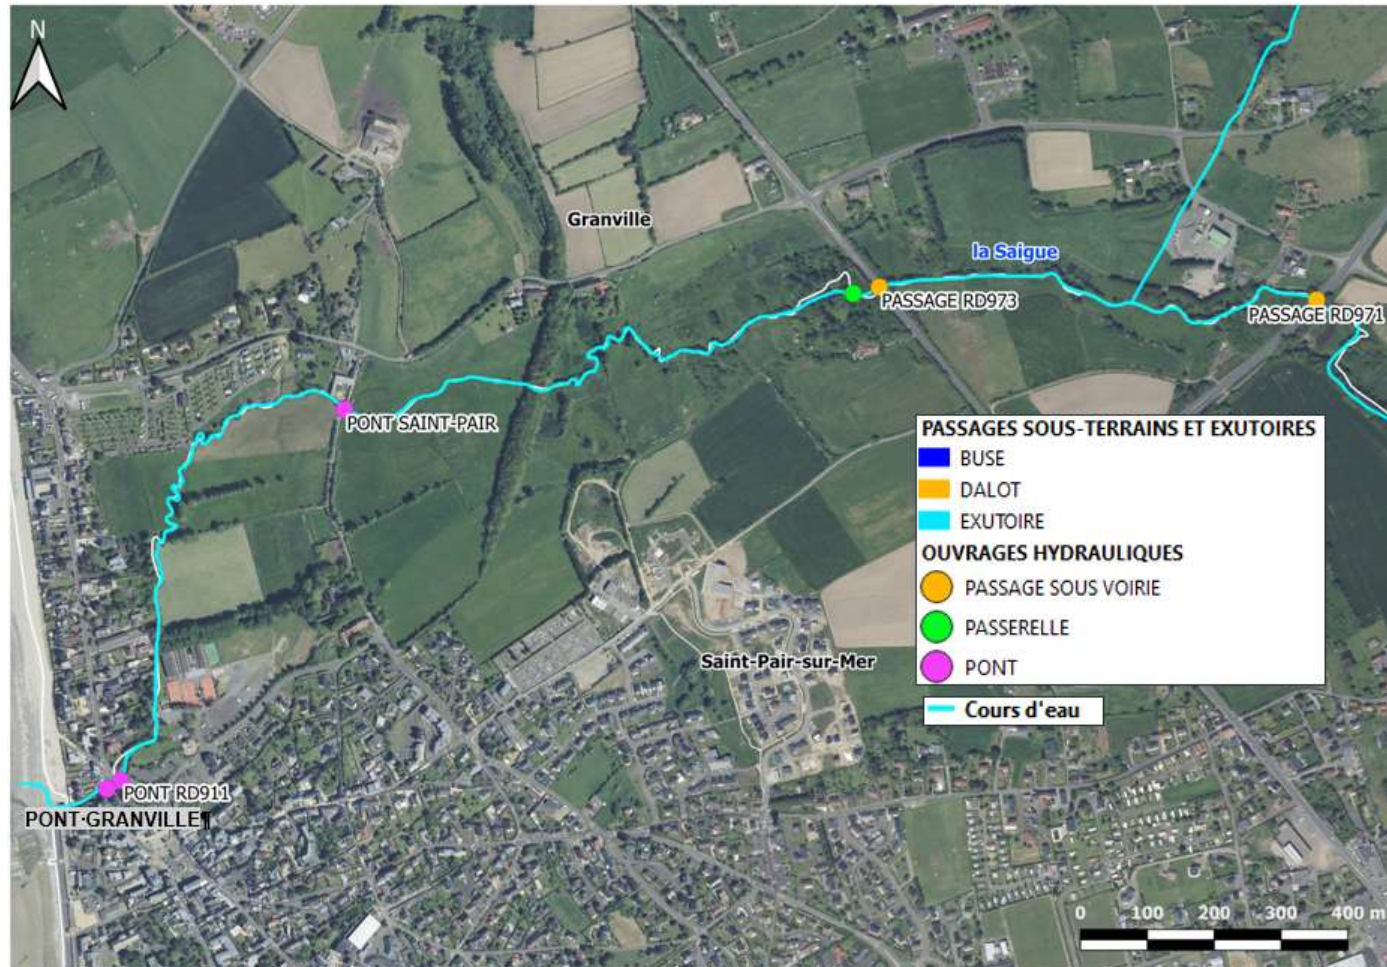 N
Granville
la Saigue
PASSAGE RD973
PASSAGE RD971
PONT SAINT-PAIR
PASSAGES SOUS-TERRAINS ET EXUTOIRES
BUSE
DALOT
EXUTOIRE
OUVRAGES HYDRAULIQUES
PASSAGE SOUS VOIRIE
PASSERELLE
PONT
Cours d'eau
Saint-Pair-sur-Mer
PONT RD911
PONT·GRANVILLE¶
0 100 200 300 400 m